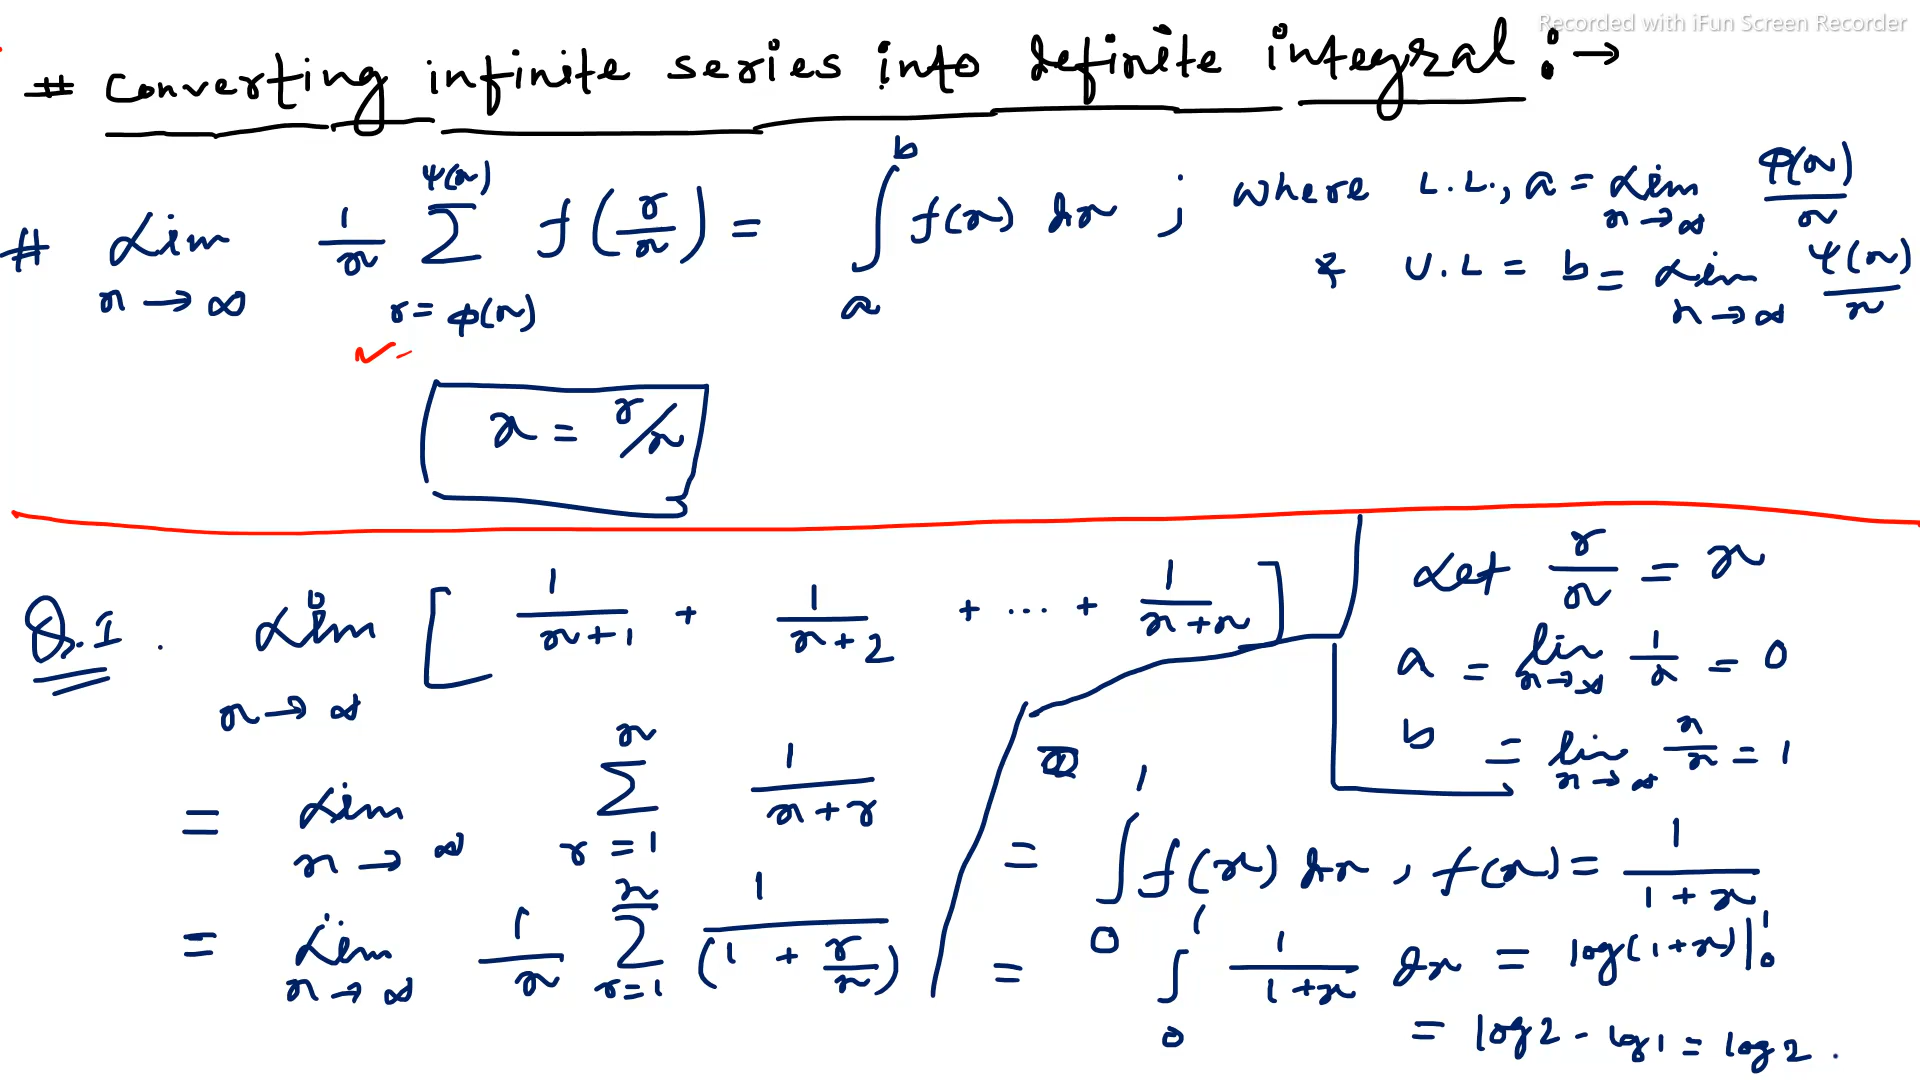 Recorded with iFun Screen Recorder
# Converting infinite series into definite integral :→
# Lim n→∞ 1/n Σ_{r=φ(n)}^{ψ(n)} f(r/n) = ∫_a^b f(x) dx ; where L.L., a = Lim n→∞ φ(n)/n
& U.L = b = Lim n→∞ ψ(n)/n
x = r/n
Q.1. Lim n→∞ [ 1/(n+1) + 1/(n+2) + ... + 1/(n+n) ]
= Lim n→∞ Σ_{r=1}^{n} 1/(n+r)
= Lim n→∞ 1/n Σ_{r=1}^{n} 1/(1 + r/n)
Let r/n = x
a = lim n→∞ 1/n = 0
b = lim n→∞ n/n = 1
= ∫_0^1 f(x) dx , f(x) = 1/(1+x)
= ∫_0^1 1/(1+x) dx = log(1+x)|_0^1
= log2 - log1 = log2 .